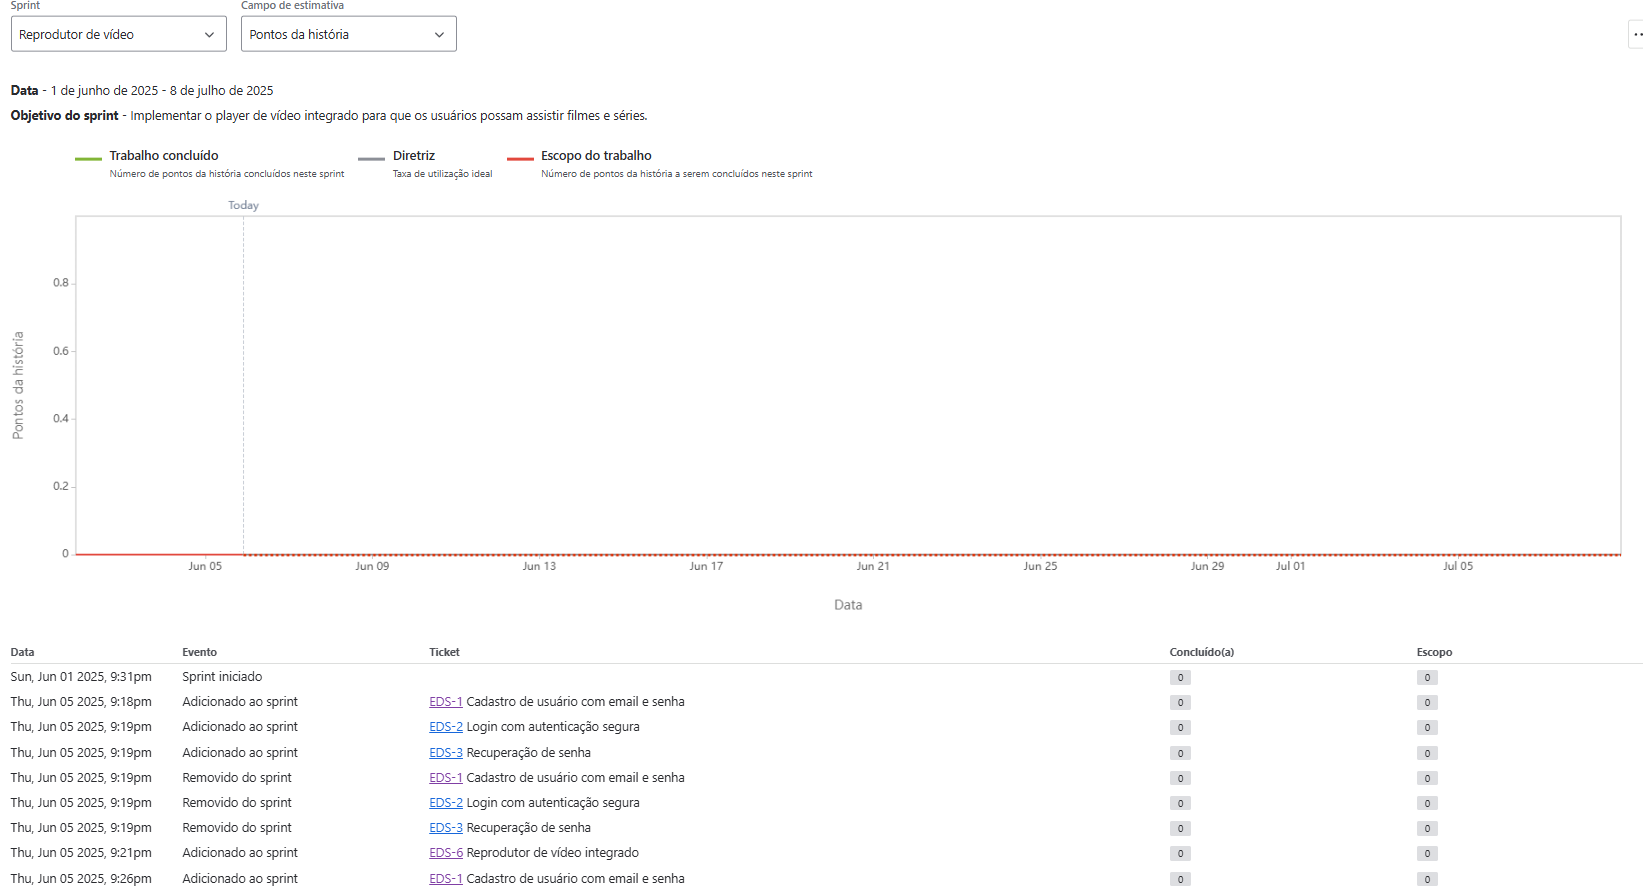 Sprint Campo de estimativa
Reprodutor de vídeo Pontos da história
Data - 1 de junho de 2025 - 8 de julho de 2025
Objetivo do sprint - Implementar o player de vídeo integrado para que os usuários possam assistir filmes e séries.
Trabalho concluído Diretriz Escopo do trabalho
Número de pontos da história concluídos neste sprint Taxa de utilização ideal Número de pontos da história a serem concluídos neste sprint
Today
0.8
0.6
0.4
0.2
0
Pontos da história
Jun 05 Jun 09 Jun 13 Jun 17 Jun 21 Jun 25 Jun 29 Jul 01 Jul 05
Data
Data Evento Ticket Concluído(a) Escopo
Sun, Jun 01 2025, 9:31pm Sprint iniciado 0 0
Thu, Jun 05 2025, 9:18pm Adicionado ao sprint EDS-1 Cadastro de usuário com email e senha 0 0
Thu, Jun 05 2025, 9:19pm Adicionado ao sprint EDS-2 Login com autenticação segura 0 0
Thu, Jun 05 2025, 9:19pm Adicionado ao sprint EDS-3 Recuperação de senha 0 0
Thu, Jun 05 2025, 9:19pm Removido do sprint EDS-1 Cadastro de usuário com email e senha 0 0
Thu, Jun 05 2025, 9:19pm Removido do sprint EDS-2 Login com autenticação segura 0 0
Thu, Jun 05 2025, 9:19pm Removido do sprint EDS-3 Recuperação de senha 0 0
Thu, Jun 05 2025, 9:21pm Adicionado ao sprint EDS-6 Reprodutor de vídeo integrado 0 0
Thu, Jun 05 2025, 9:26pm Adicionado ao sprint EDS-1 Cadastro de usuário com email e senha 0 0